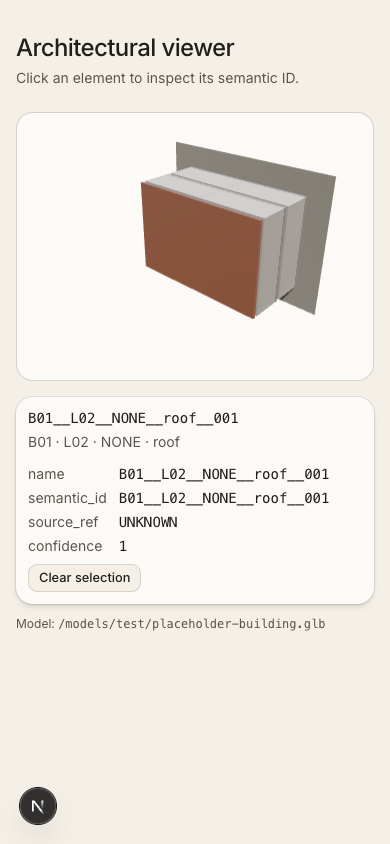 Architectural viewer
Click an element to inspect its semantic ID.
B01__L02__NONE__roof__001
B01 · L02 · NONE · roof
name B01__L02__NONE__roof__001
semantic_id B01__L02__NONE__roof__001
source_ref UNKNOWN
confidence 1
Clear selection
Model: /models/test/placeholder-building.glb
N